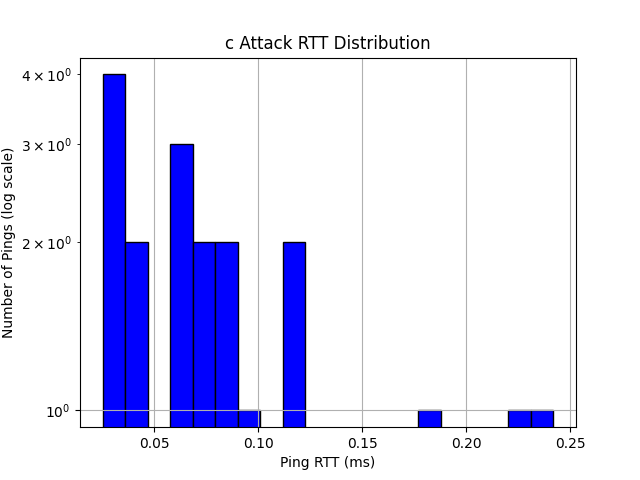 c Attack RTT Distribution
Number of Pings (log scale)
4 × 10⁰
3 × 10⁰
2 × 10⁰
10⁰
0.05 0.10 0.15 0.20 0.25
Ping RTT (ms)